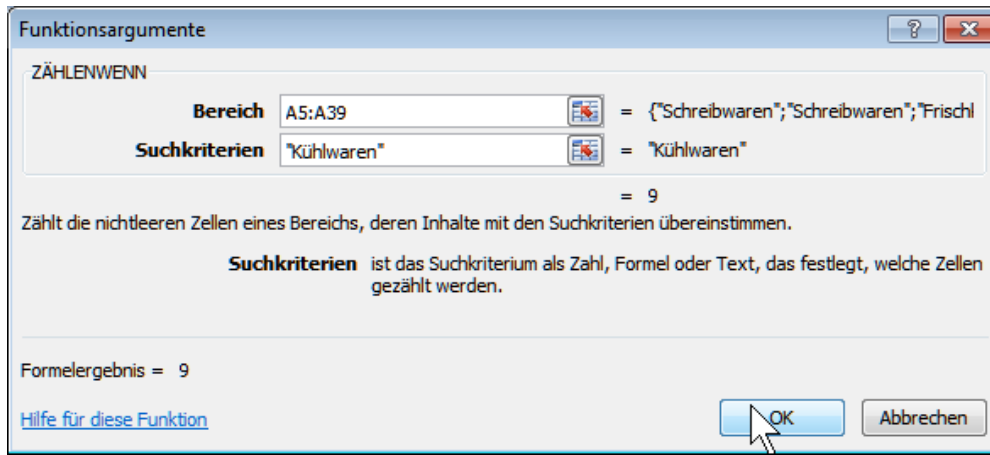 Funktionsargumente
ZÄHLENWENN
Bereich A5:A39 = {"Schreibwaren";"Schreibwaren";"Frischl
Suchkriterien "Kühlwaren" = "Kühlwaren"
= 9
Zählt die nichtleeren Zellen eines Bereichs, deren Inhalte mit den Suchkriterien übereinstimmen.
Suchkriterien ist das Suchkriterium als Zahl, Formel oder Text, das festlegt, welche Zellen
gezählt werden.
Formelergebnis = 9
Hilfe für diese Funktion OK Abbrechen